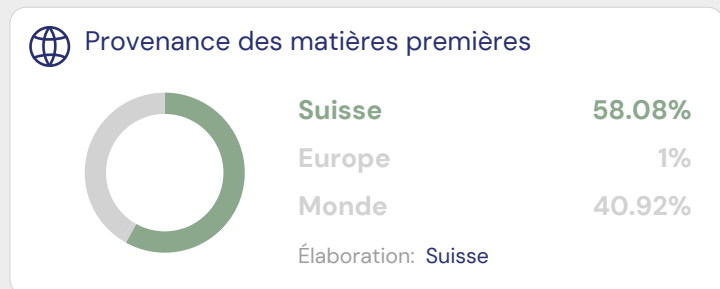 Provenance des matières premières
Suisse 58.08%
Europe 1%
Monde 40.92%
Élaboration: Suisse